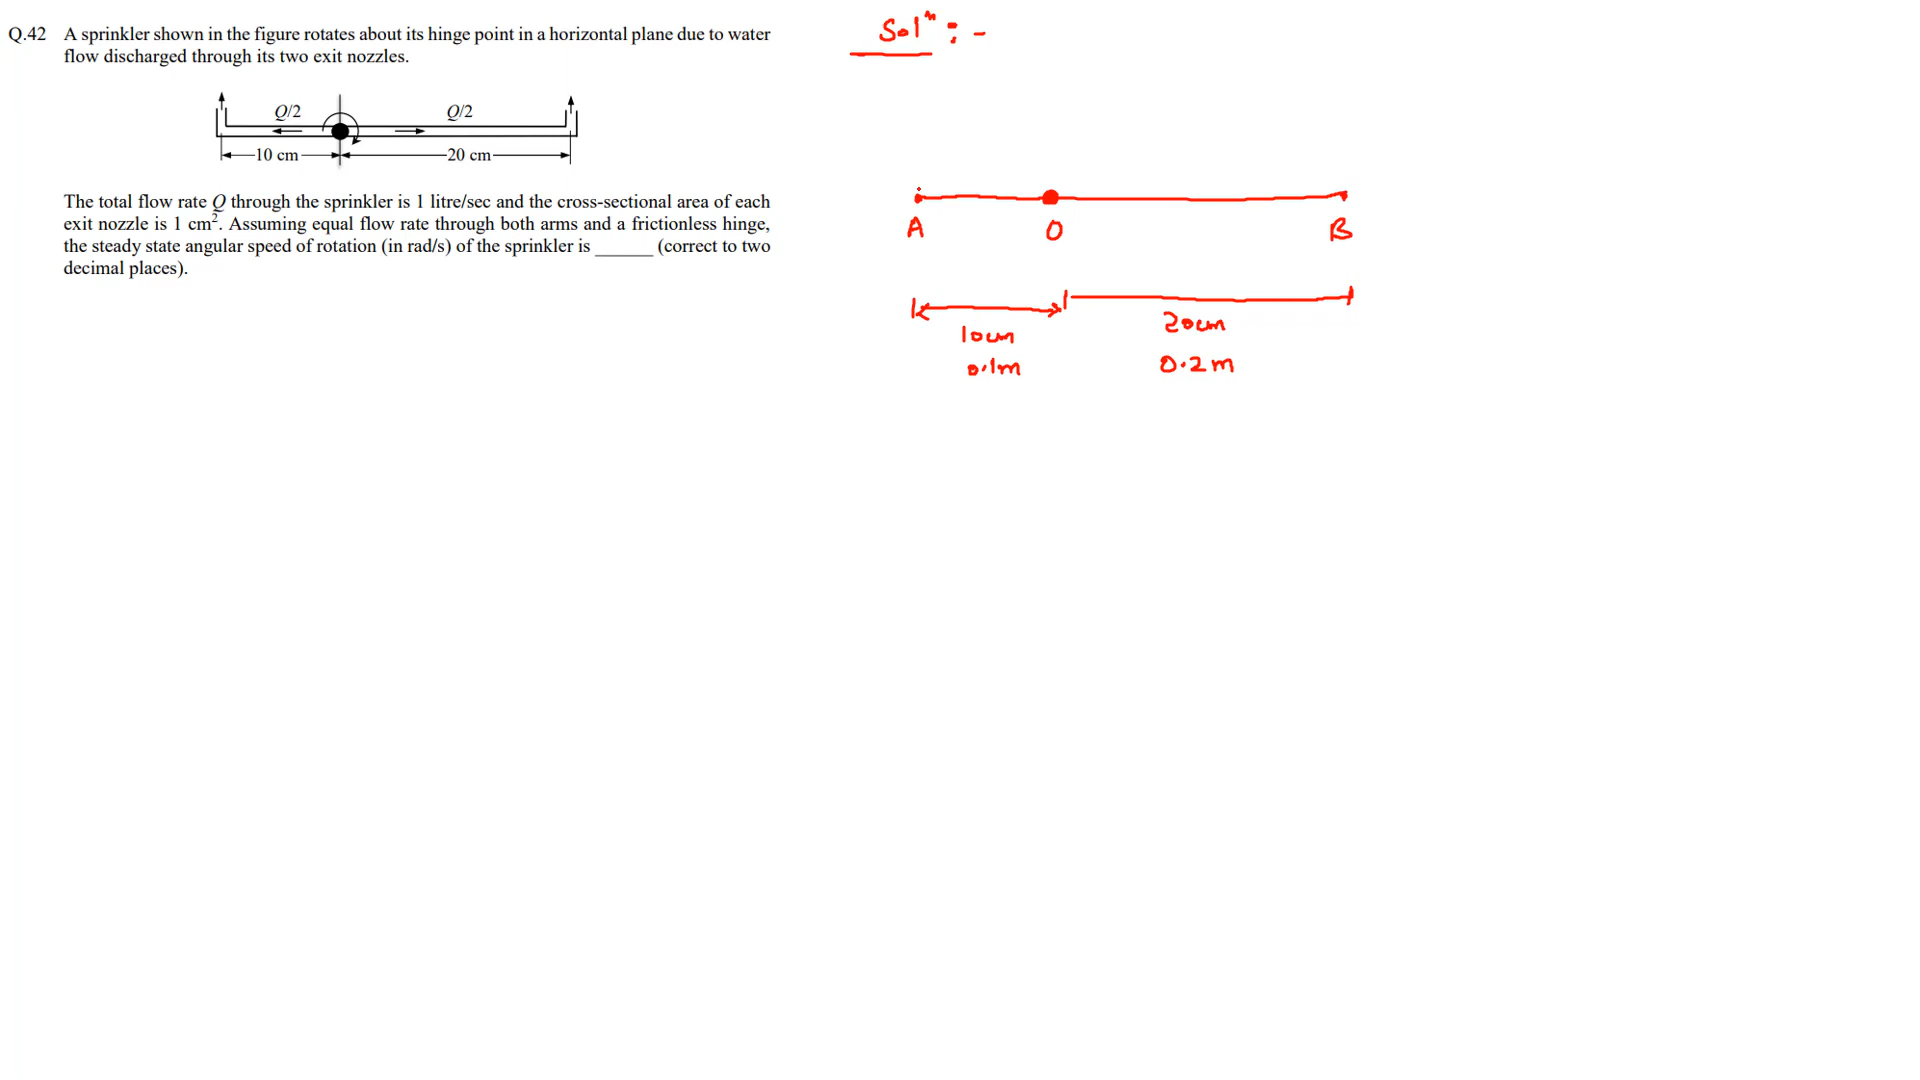 Q.42 A sprinkler shown in the figure rotates about its hinge point in a horizontal plane due to water
flow discharged through its two exit nozzles.
Q/2 Q/2
10 cm 20 cm
The total flow rate Q through the sprinkler is 1 litre/sec and the cross-sectional area of each
exit nozzle is 1 cm². Assuming equal flow rate through both arms and a frictionless hinge,
the steady state angular speed of rotation (in rad/s) of the sprinkler is ______ (correct to two
decimal places).
Solⁿ :-
A O B
10cm 20cm
0.1m 0.2m